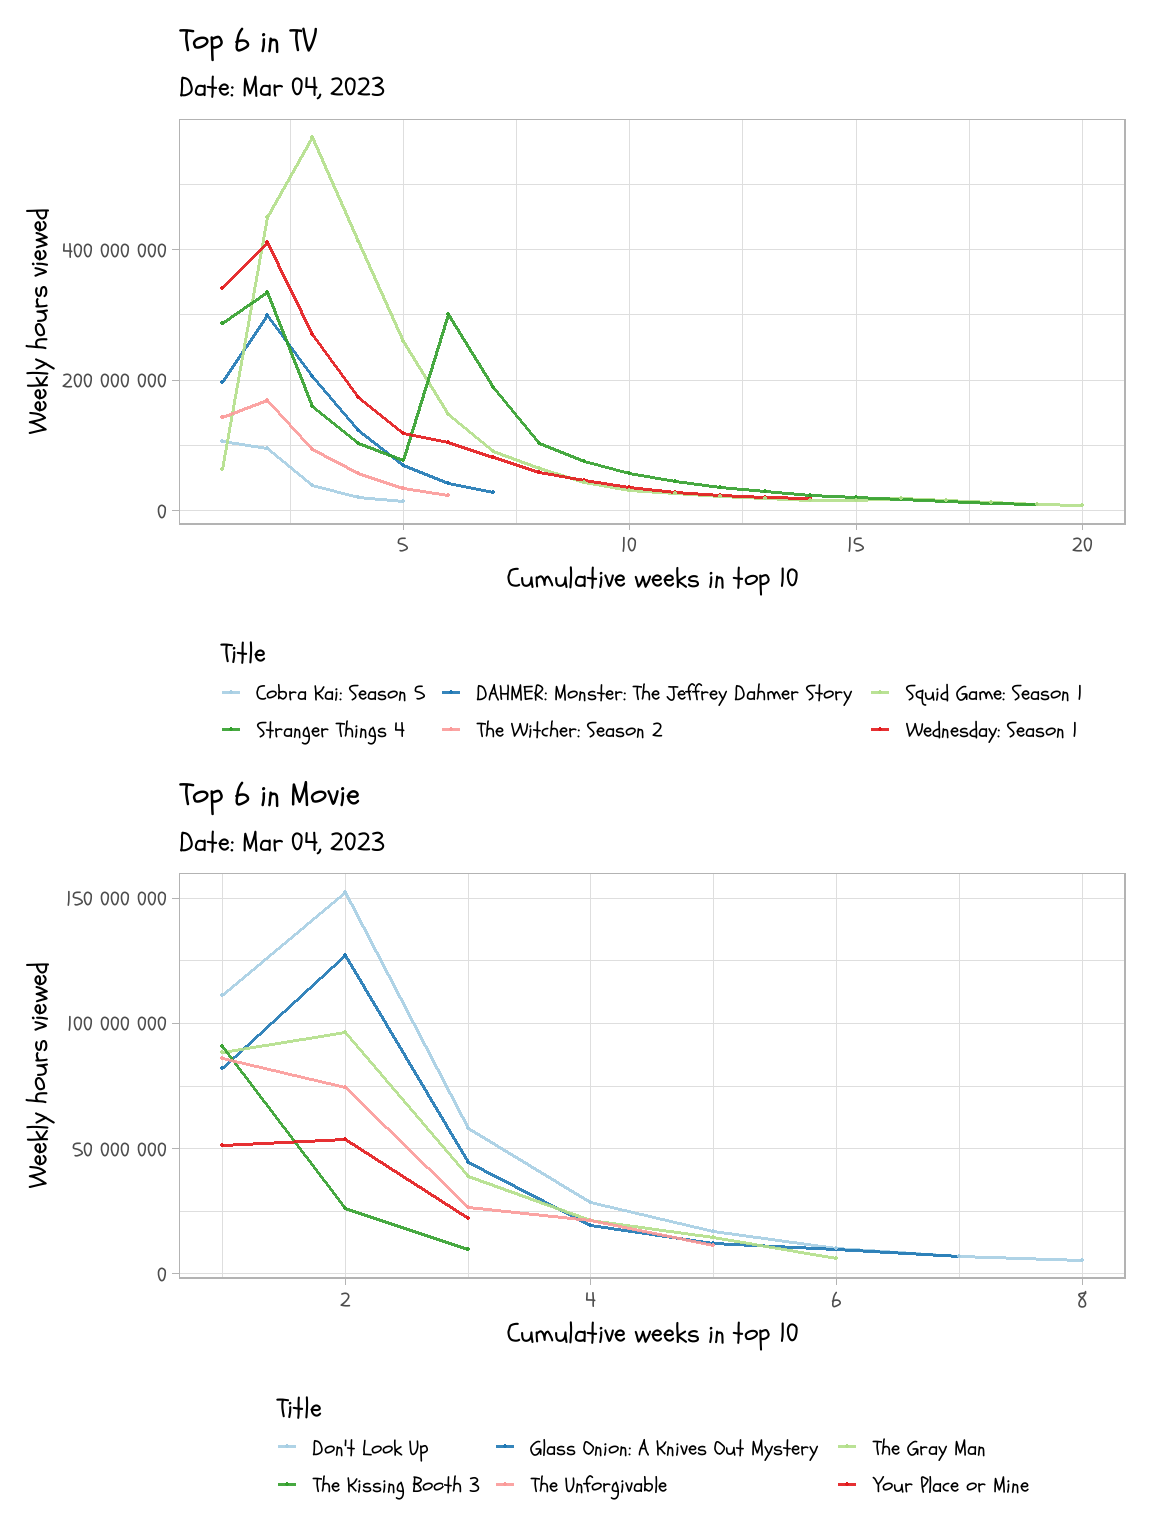 Top 6 in TV
Date: Mar 04, 2023
Weekly hours viewed
400 000 000
200 000 000
0
5 10 15 20
Cumulative weeks in top 10
Title
Cobra Kai: Season 5 DAHMER: Monster: The Jeffrey Dahmer Story Squid Game: Season 1
Stranger Things 4 The Witcher: Season 2 Wednesday: Season 1
Top 6 in Movie
Date: Mar 04, 2023
Weekly hours viewed
150 000 000
100 000 000
50 000 000
0
2 4 6 8
Cumulative weeks in top 10
Title
Don't Look Up Glass Onion: A Knives Out Mystery The Gray Man
The Kissing Booth 3 The Unforgivable Your Place or Mine